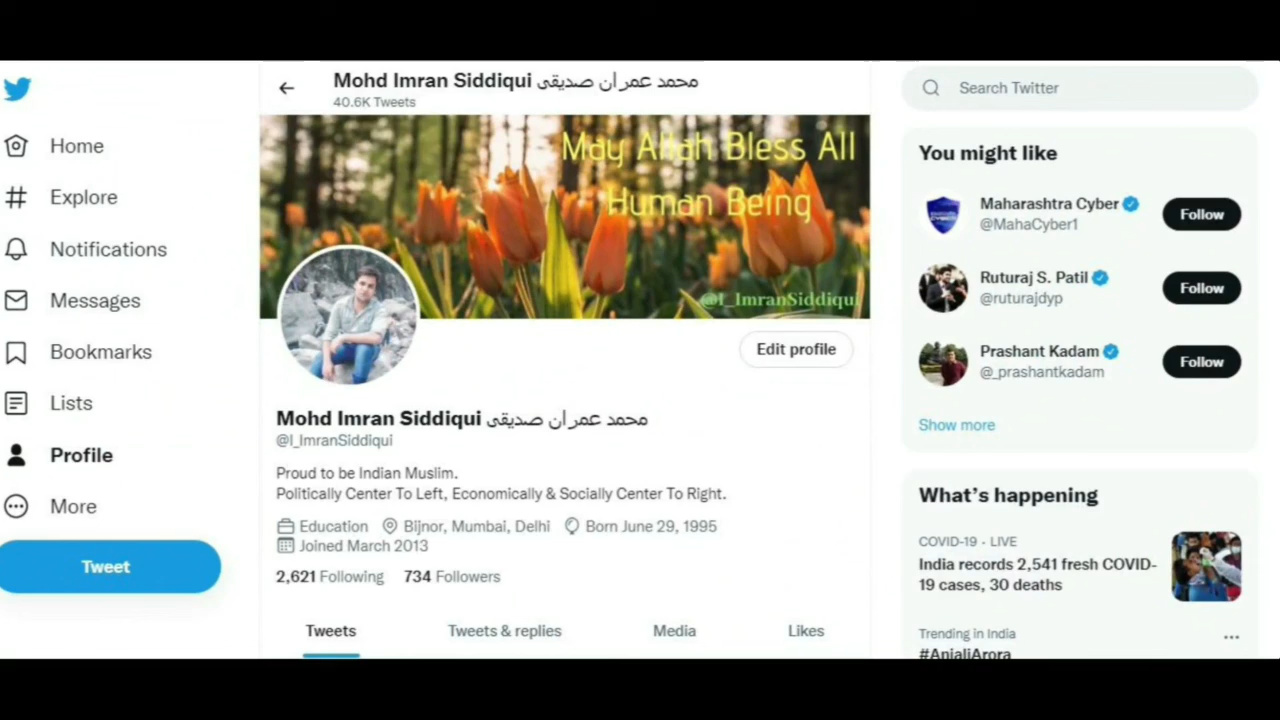 Home
Explore
Notifications
Messages
Bookmarks
Lists
Profile
More
Tweet
Mohd Imran Siddiqui محمد عمران صدیقی
40.6K Tweets
May Allah Bless All
Human Being
@I_ImranSiddiqui
Edit profile
Mohd Imran Siddiqui محمد عمران صدیقی
@I_ImranSiddiqui
Proud to be Indian Muslim.
Politically Center To Left, Economically & Socially Center To Right.
Education Bijnor, Mumbai, Delhi Born June 29, 1995
Joined March 2013
2,621 Following 734 Followers
Tweets Tweets & replies Media Likes
Search Twitter
You might like
Maharashtra Cyber
@MahaCyber1
Follow
Ruturaj S. Patil
@ruturajdyp
Follow
Prashant Kadam
@_prashantkadam
Follow
Show more
What's happening
COVID-19 - LIVE
India records 2,541 fresh COVID-
19 cases, 30 deaths
Trending in India
#AnjaliArora